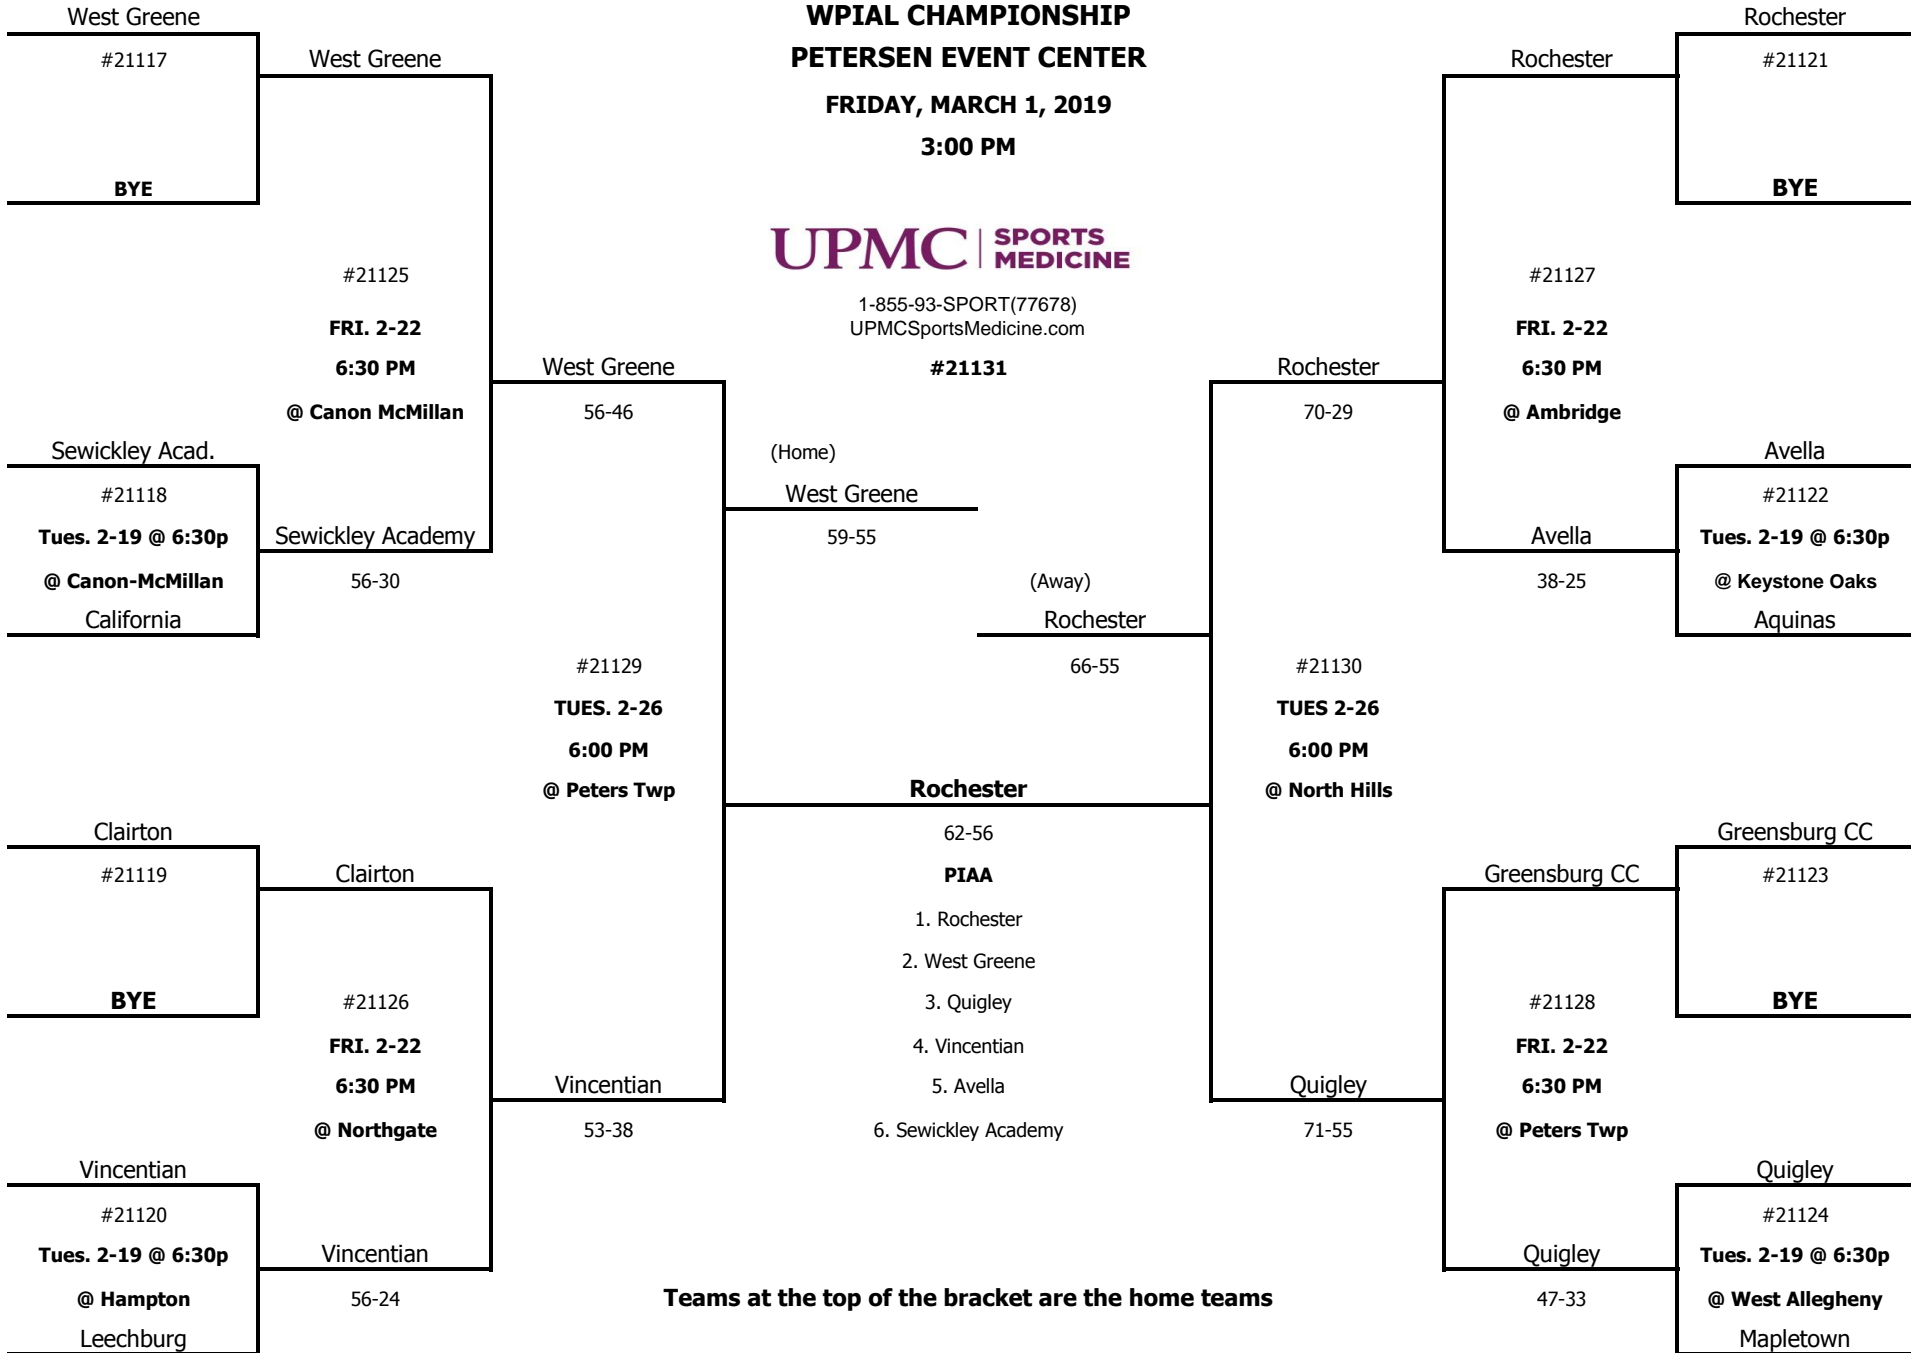 WPIAL CHAMPIONSHIP
PETERSEN EVENT CENTER
FRIDAY, MARCH 1, 2019
3:00 PM
UPMC | SPORTS MEDICINE
1-855-93-SPORT(77678)
UPMCSportsMedicine.com
#21131
West Greene
#21117
BYE
Sewickley Acad.
#21118
Tues. 2-19 @ 6:30p
@ Canon-McMillan
California
Clairton
#21119
BYE
Vincentian
#21120
Tues. 2-19 @ 6:30p
@ Hampton
Leechburg
West Greene
#21125
FRI. 2-22
6:30 PM
@ Canon McMillan
Sewickley Academy
56-30
Clairton
#21126
FRI. 2-22
6:30 PM
@ Northgate
Vincentian
56-24
West Greene
56-46
#21129
TUES. 2-26
6:00 PM
@ Peters Twp
Vincentian
53-38
(Home)
West Greene
59-55
(Away)
Rochester
66-55
Rochester
62-56
PIAA
1. Rochester
2. West Greene
3. Quigley
4. Vincentian
5. Avella
6. Sewickley Academy
Rochester
70-29
#21130
TUES 2-26
6:00 PM
@ North Hills
Quigley
71-55
Rochester
#21127
FRI. 2-22
6:30 PM
@ Ambridge
Avella
38-25
Greensburg CC
#21128
FRI. 2-22
6:30 PM
@ Peters Twp
Quigley
47-33
Rochester
#21121
BYE
Avella
#21122
Tues. 2-19 @ 6:30p
@ Keystone Oaks
Aquinas
Greensburg CC
#21123
BYE
Quigley
#21124
Tues. 2-19 @ 6:30p
@ West Allegheny
Mapletown
Teams at the top of the bracket are the home teams